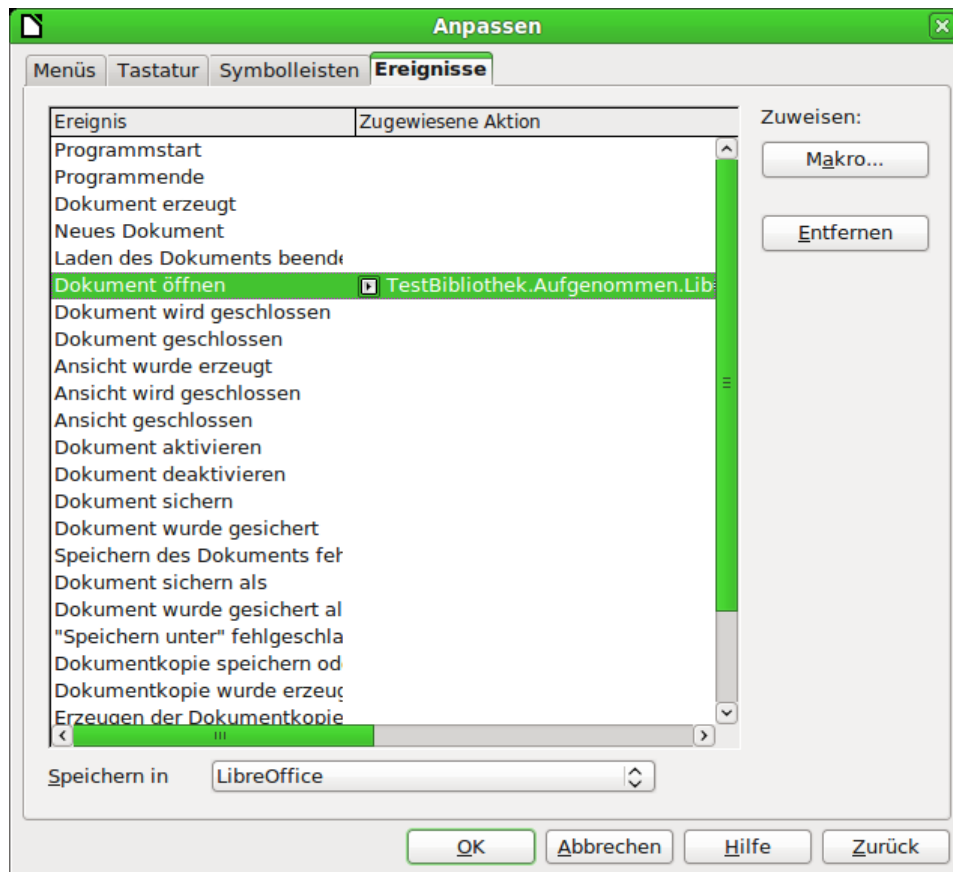 Anpassen
Menüs Tastatur Symbolleisten Ereignisse
Ereignis Zugewiesene Aktion
Zuweisen:
Programmstart
Makro...
Programmende
Dokument erzeugt
Neues Dokument
Entfernen
Laden des Dokuments beende
Dokument öffnen TestBibliothek.Aufgenommen.Lib
Dokument wird geschlossen
Dokument geschlossen
Ansicht wurde erzeugt
Ansicht wird geschlossen
Ansicht geschlossen
Dokument aktivieren
Dokument deaktivieren
Dokument sichern
Dokument wurde gesichert
Speichern des Dokuments feh
Dokument sichern als
Dokument wurde gesichert al
"Speichern unter" fehlgeschla
Dokumentkopie speichern od
Dokumentkopie wurde erzeug
Erzeugen der Dokumentkopie
Speichern in LibreOffice
OK Abbrechen Hilfe Zurück